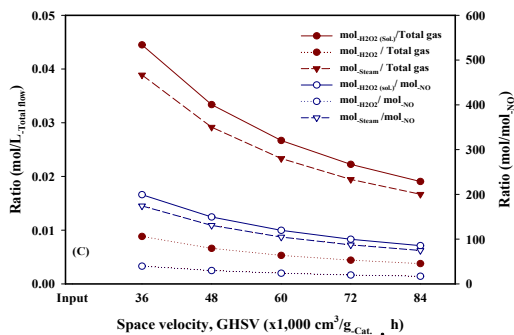 0.05
0.04
0.03
0.02
0.01
0.00
Ratio (mol/L-Total flow)
600
500
400
300
200
100
0
Ratio (mol/mol-NO)
mol-H2O2 (Sol.)/Total gas
mol-H2O2 / Total gas
mol-Steam / Total gas
mol-H2O2 (sol.)/ mol-NO
mol-H2O2/ mol-NO
mol-Steam /mol-NO
(C)
Input 36 48 60 72 84
Space velocity, GHSV (x1,000 cm3/g-Cat. . h)